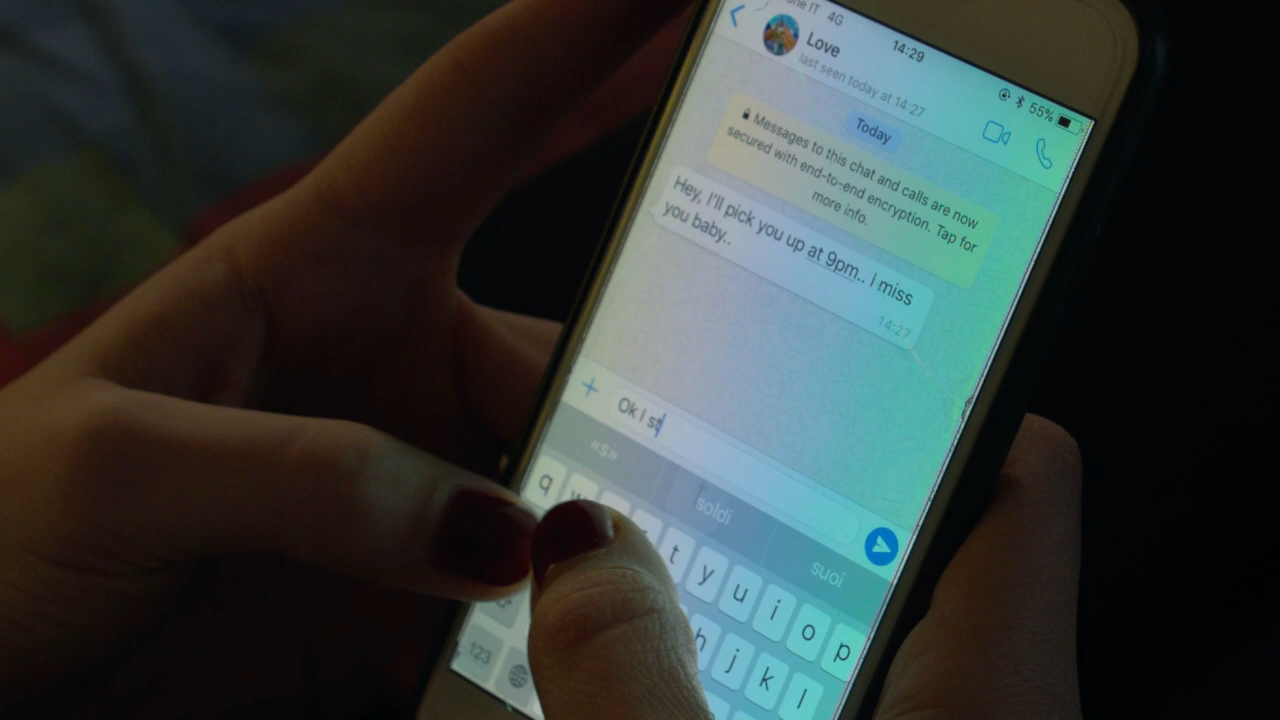 4G
14:29
55%
Love
last seen today at 14:27
Today
Messages to this chat and calls are now
secured with end-to-end encryption. Tap for
more info.
Hey, I'll pick you up at 9pm.. i miss
you baby..
14:27
Ok I st
«s» soldi suoi
q t y u i o p
h j k l
123